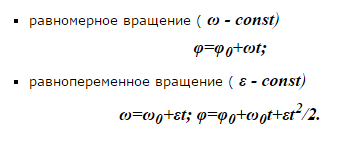 ▪ равномерное вращение ( ω - const)
φ=φ₀+ωt;
▪ равнопеременное вращение ( ε - const)
ω=ω₀+εt; φ=φ₀+ω₀t+εt²/2.